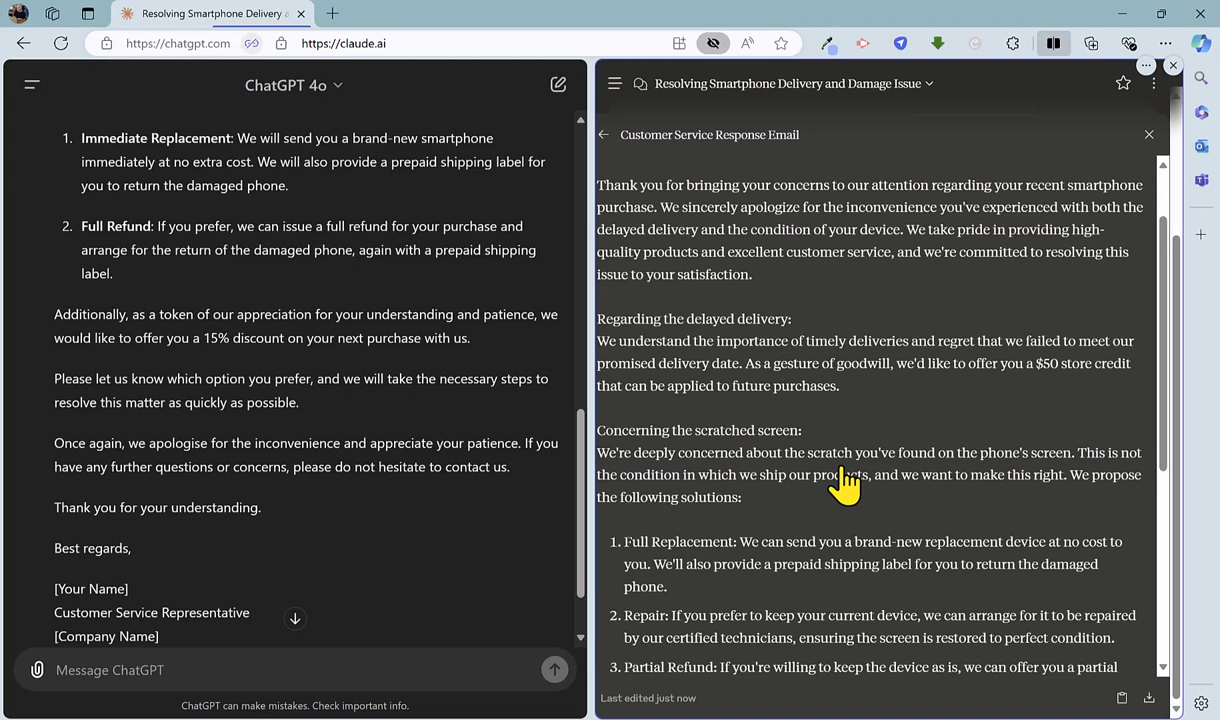 Resolving Smartphone Delivery a
https://chatgpt.com
https://claude.ai
ChatGPT 4o
1. Immediate Replacement: We will send you a brand-new smartphone
immediately at no extra cost. We will also provide a prepaid shipping label for
you to return the damaged phone.
2. Full Refund: If you prefer, we can issue a full refund for your purchase and
arrange for the return of the damaged phone, again with a prepaid shipping
label.
Additionally, as a token of our appreciation for your understanding and patience, we
would like to offer you a 15% discount on your next purchase with us.
Please let us know which option you prefer, and we will take the necessary steps to
resolve this matter as quickly as possible.
Once again, we apologise for the inconvenience and appreciate your patience. If you
have any further questions or concerns, please do not hesitate to contact us.
Thank you for your understanding.
Best regards,
[Your Name]
Customer Service Representative
[Company Name]
Message ChatGPT
ChatGPT can make mistakes. Check important info.
Resolving Smartphone Delivery and Damage Issue
Customer Service Response Email
Thank you for bringing your concerns to our attention regarding your recent smartphone
purchase. We sincerely apologize for the inconvenience you've experienced with both the
delayed delivery and the condition of your device. We take pride in providing high-
quality products and excellent customer service, and we're committed to resolving this
issue to your satisfaction.
Regarding the delayed delivery:
We understand the importance of timely deliveries and regret that we failed to meet our
promised delivery date. As a gesture of goodwill, we'd like to offer you a $50 store credit
that can be applied to future purchases.
Concerning the scratched screen:
We're deeply concerned about the scratch you've found on the phone's screen. This is not
the condition in which we ship our products, and we want to make this right. We propose
the following solutions:
1. Full Replacement: We can send you a brand-new replacement device at no cost to
you. We'll also provide a prepaid shipping label for you to return the damaged
phone.
2. Repair: If you prefer to keep your current device, we can arrange for it to be repaired
by our certified technicians, ensuring the screen is restored to perfect condition.
3. Partial Refund: If you're willing to keep the device as is, we can offer you a partial
Last edited just now